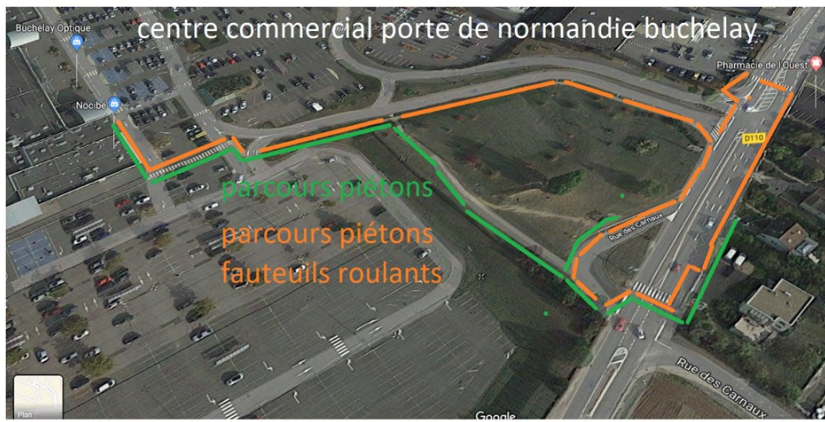 centre commercial porte de normandie buchelay
Buchelay Optique
Pharmacie de l'Ouest
Nocibé
D110
parcours piétons
Rue des Carnaux
parcours piétons
fauteuils roulants
Rue des Carnaux
Plan
Google